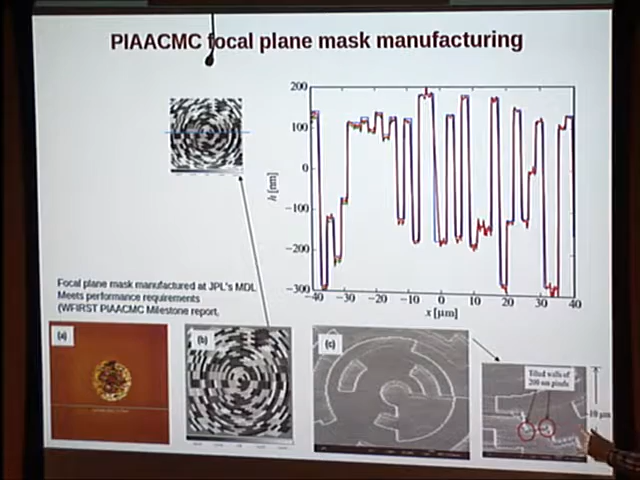 PIAACMC focal plane mask manufacturing
200
100
0
−100
−200
−300
h [nm]
−40 −30 −20 −10 0 10 20 30 40
x [μm]
Focal plane mask manufactured at JPL's MDL
Meets performance requirements
(WFIRST PIAACMC Milestone report,
(a)
(b)
(c)
Tilted walls of
200 nm pixels
10 μm